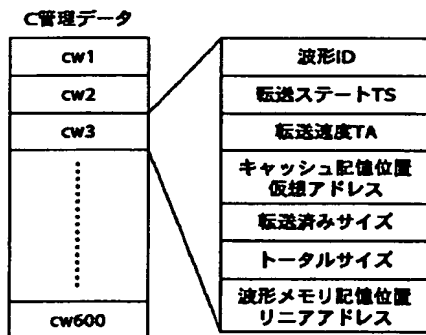 C管理データ
cw1
cw2
cw3
cw600
波形ID
転送ステートTS
転送速度TA
キャッシュ記憶位置
仮想アドレス
転送済みサイズ
トータルサイズ
波形メモリ記憶位置
リニアアドレス